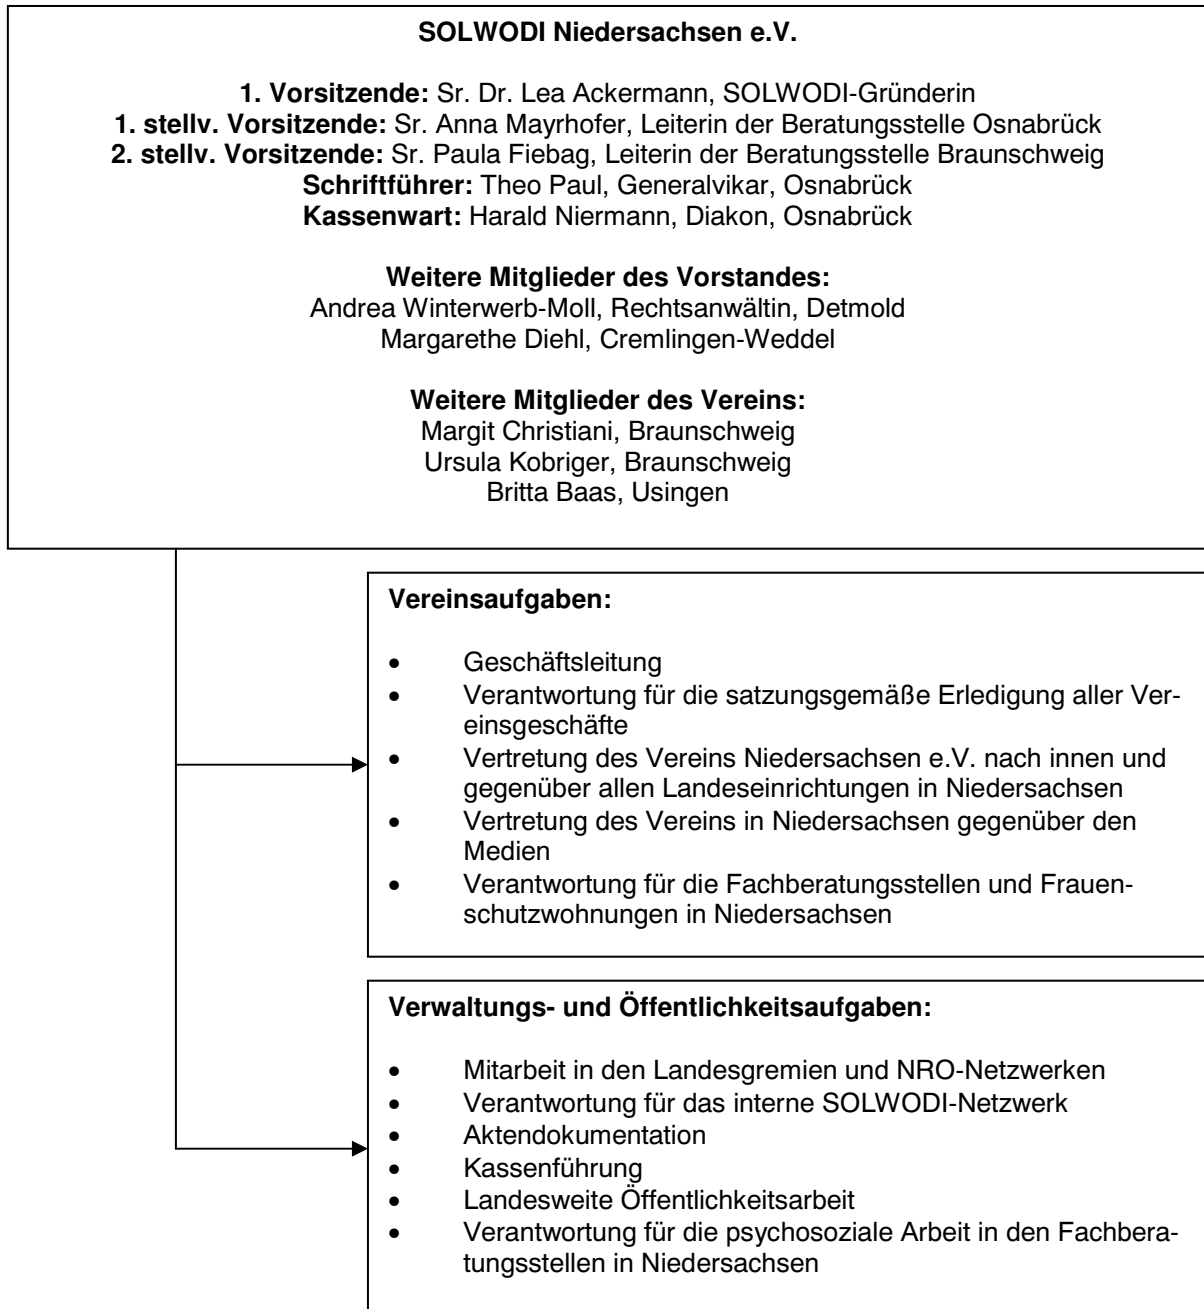 SOLWODI Niedersachsen e.V.
1. Vorsitzende: Sr. Dr. Lea Ackermann, SOLWODI-Gründerin
1. stellv. Vorsitzende: Sr. Anna Mayrhofer, Leiterin der Beratungsstelle Osnabrück
2. stellv. Vorsitzende: Sr. Paula Fiebag, Leiterin der Beratungsstelle Braunschweig
Schriftführer: Theo Paul, Generalvikar, Osnabrück
Kassenwart: Harald Niermann, Diakon, Osnabrück
Weitere Mitglieder des Vorstandes:
Andrea Winterwerb-Moll, Rechtsanwältin, Detmold
Margarethe Diehl, Cremlingen-Weddel
Weitere Mitglieder des Vereins:
Margit Christiani, Braunschweig
Ursula Kobriger, Braunschweig
Britta Baas, Usingen
Vereinsaufgaben:
• Geschäftsleitung
• Verantwortung für die satzungsgemäße Erledigung aller Ver-
einsgeschäfte
• Vertretung des Vereins Niedersachsen e.V. nach innen und
gegenüber allen Landeseinrichtungen in Niedersachsen
• Vertretung des Vereins in Niedersachsen gegenüber den
Medien
• Verantwortung für die Fachberatungsstellen und Frauen-
schutzwohnungen in Niedersachsen
Verwaltungs- und Öffentlichkeitsaufgaben:
• Mitarbeit in den Landesgremien und NRO-Netzwerken
• Verantwortung für das interne SOLWODI-Netzwerk
• Aktendokumentation
• Kassenführung
• Landesweite Öffentlichkeitsarbeit
• Verantwortung für die psychosoziale Arbeit in den Fachbera-
tungsstellen in Niedersachsen